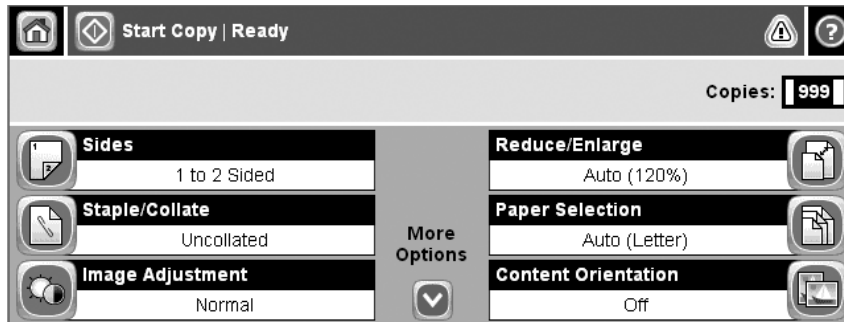 Start Copy | Ready
?
Copies: 999
Sides
1 to 2 Sided
Staple/Collate
Uncollated
Image Adjustment
Normal
More
Options
Reduce/Enlarge
Auto (120%)
Paper Selection
Auto (Letter)
Content Orientation
Off